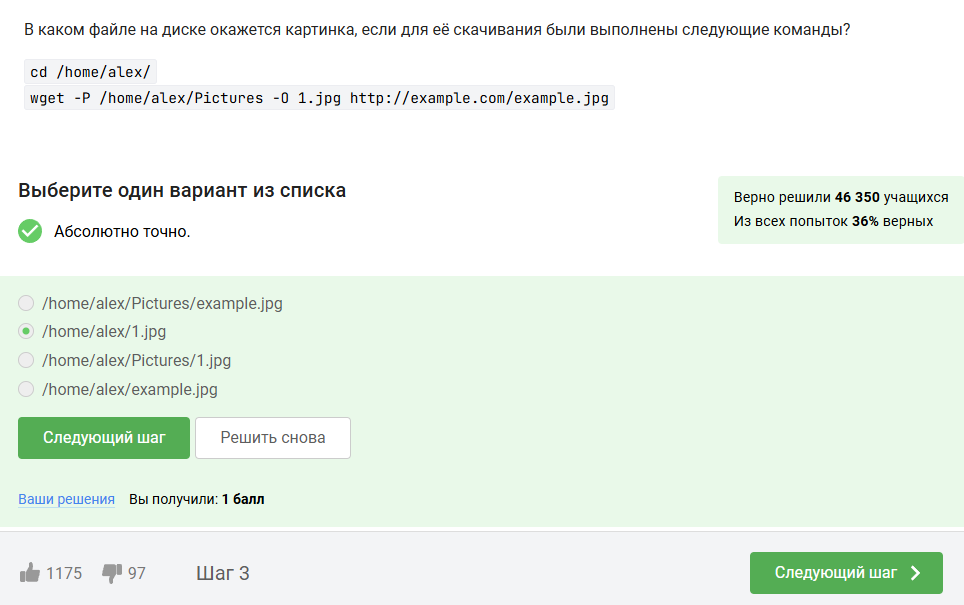 В каком файле на диске окажется картинка, если для её скачивания были выполнены следующие команды?
cd /home/alex/
wget -P /home/alex/Pictures -O 1.jpg http://example.com/example.jpg
Выберите один вариант из списка
Верно решили 46 350 учащихся
Из всех попыток 36% верных
Абсолютно точно.
/home/alex/Pictures/example.jpg
/home/alex/1.jpg
/home/alex/Pictures/1.jpg
/home/alex/example.jpg
Следующий шаг Решить снова
Ваши решения Вы получили: 1 балл
1175 97 Шаг 3 Следующий шаг